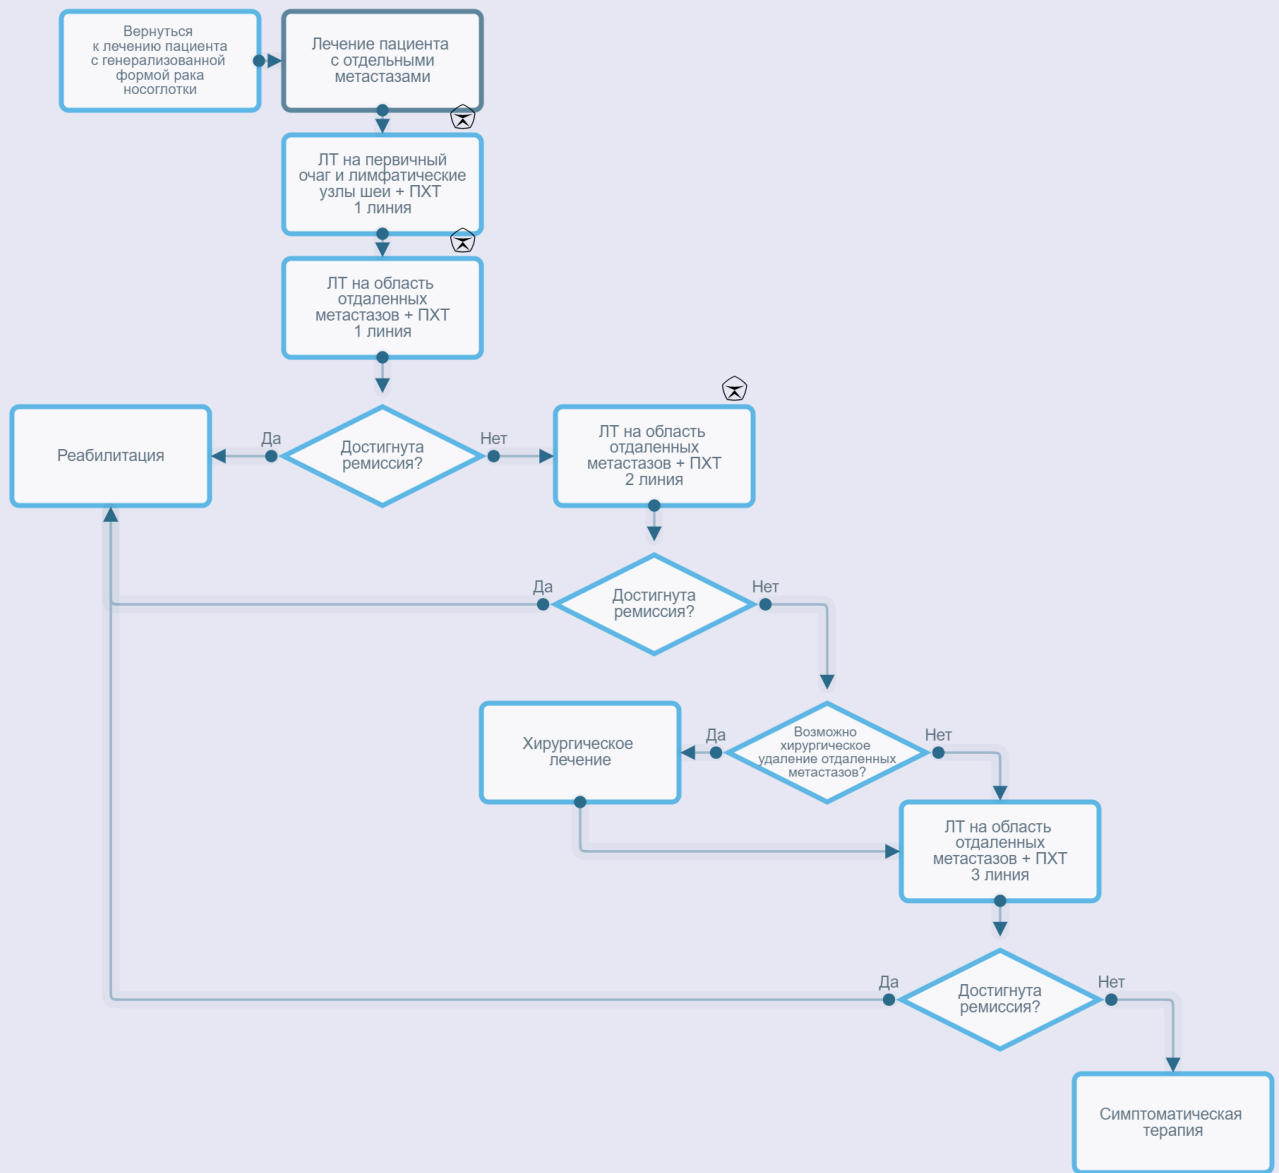 Вернуться
к лечению пациента
с генерализованной
формой рака
носоглотки
Лечение пациента
с отдельными
метастазами
ЛТ на первичный
очаг и лимфатические
узлы шеи + ПХТ
1 линия
ЛТ на область
отдаленных
метастазов + ПХТ
1 линия
Реабилитация
Да
Достигнута
ремиссия?
Нет
ЛТ на область
отдаленных
метастазов + ПХТ
2 линия
Да
Достигнута
ремиссия?
Нет
Хирургическое
лечение
Да
Возможно
хирургическое
удаление отдаленных
метастазов?
Нет
ЛТ на область
отдаленных
метастазов + ПХТ
3 линия
Да
Достигнута
ремиссия?
Нет
Симптоматическая
терапия